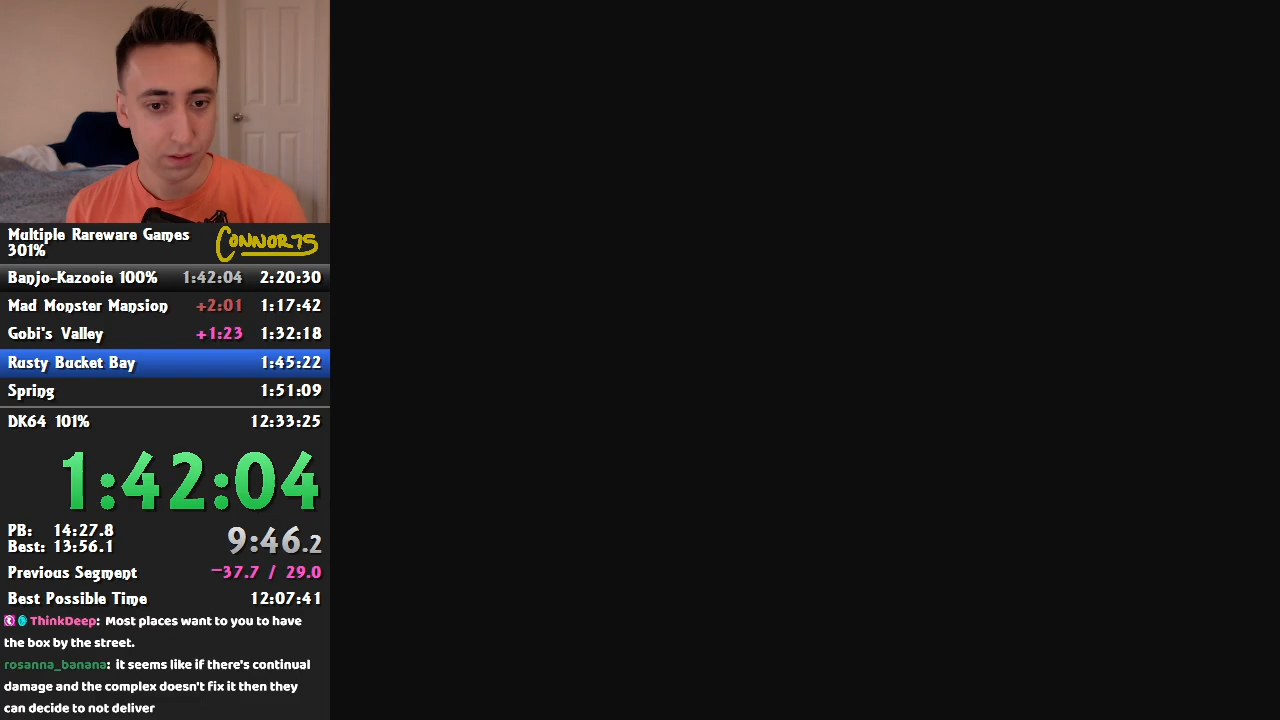 Multiple Rareware Games
301%
CONNOR75
Banjo-Kazooie 100% 1:42:04 2:20:30
Mad Monster Mansion +2:01 1:17:42
Gobi's Valley +1:23 1:32:18
Rusty Bucket Bay 1:45:22
Spring 1:51:09
DK64 101% 12:33:25
1:42:04
PB: 14:27.8
Best: 13:56.1
9:46.2
Previous Segment -37.7 / 29.0
Best Possible Time 12:07:41
ThinkDeep: Most places want to you to have
the box by the street.
rosanna_banana: it seems like if there's continual
damage and the complex doesn't fix it then they
can decide to not deliver